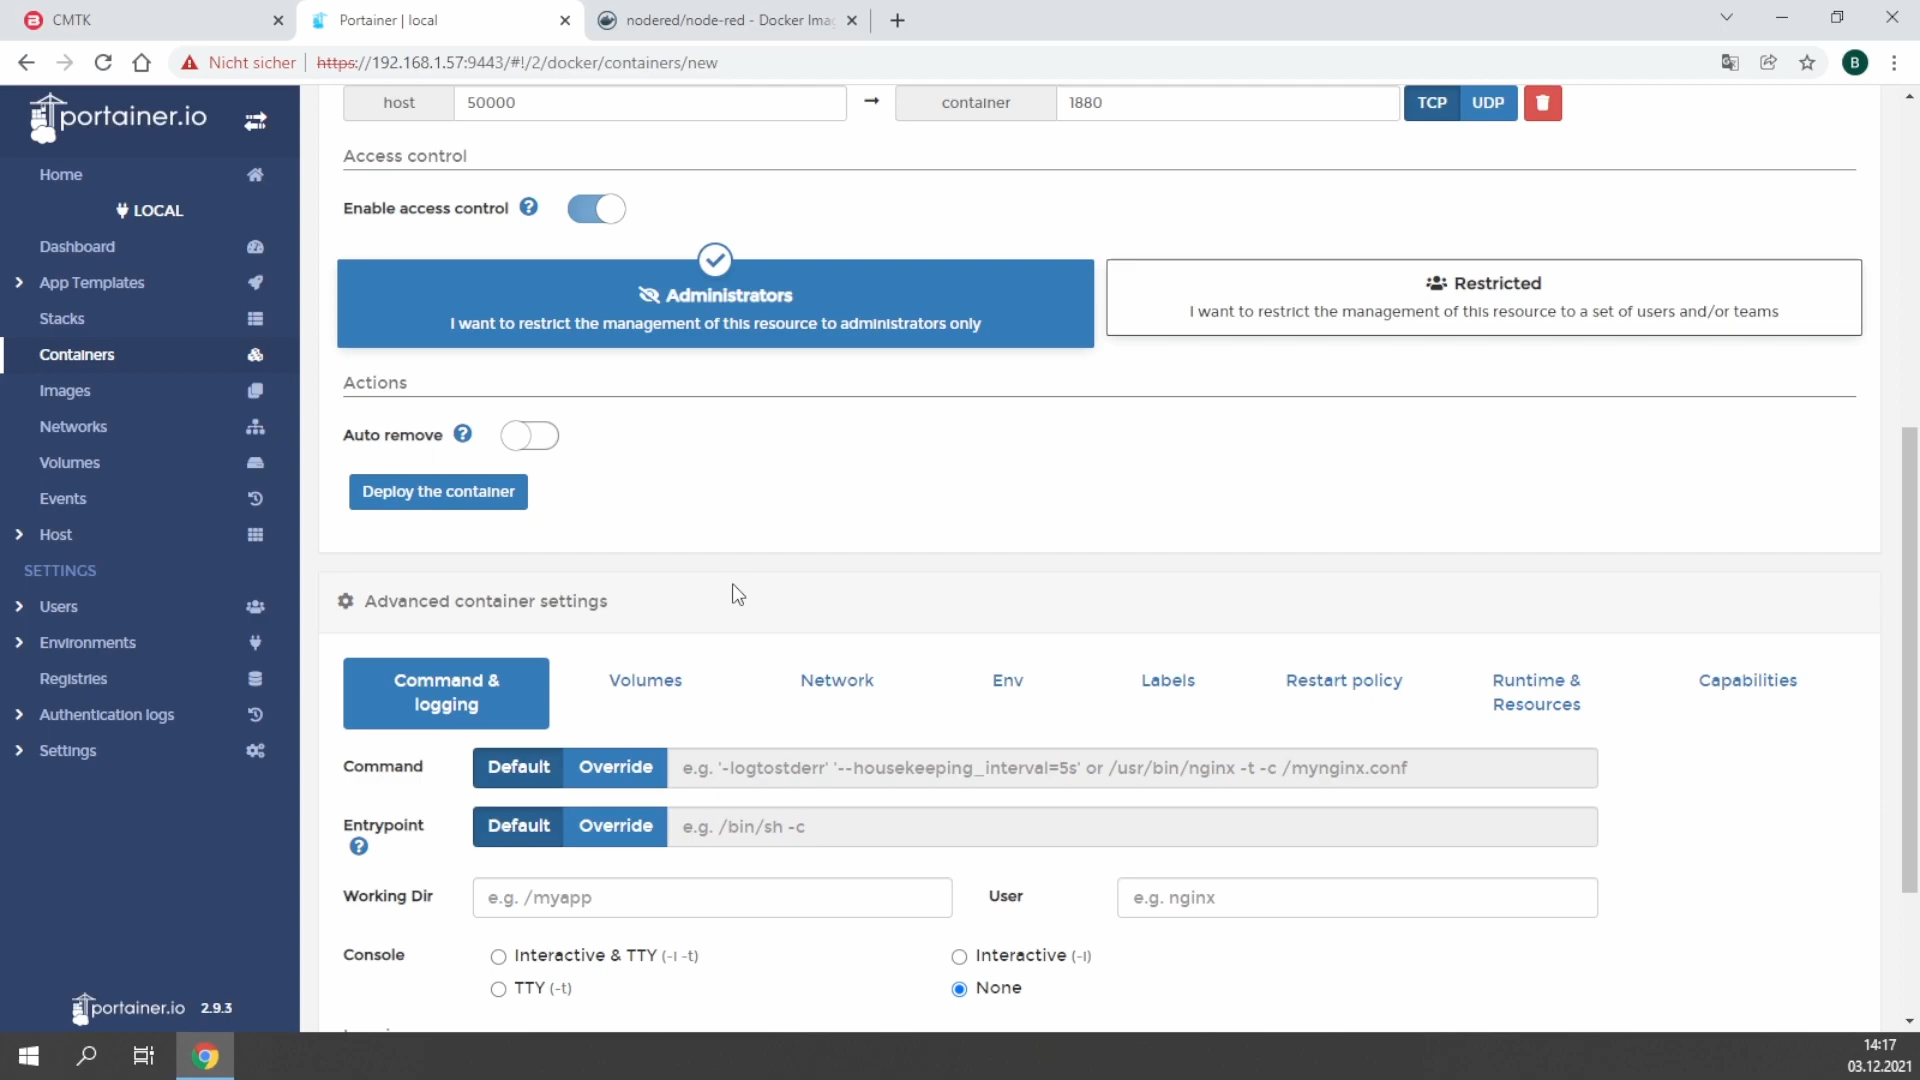 CMTK
Portainer | local
nodered/node-red - Docker Imag
Nicht sicher
https://192.168.1.57:9443/#!/2/docker/containers/new
B
portainer.io
Home
LOCAL
Dashboard
App Templates
Stacks
Containers
Images
Networks
Volumes
Events
Host
SETTINGS
Users
Environments
Registries
Authentication logs
Settings
portainer.io 2.9.3
host 50000 → container 1880 TCP UDP
Access control
Enable access control ?
Administrators
I want to restrict the management of this resource to administrators only
Restricted
I want to restrict the management of this resource to a set of users and/or teams
Actions
Auto remove ?
Deploy the container
Advanced container settings
Command &
logging
Volumes
Network
Env
Labels
Restart policy
Runtime &
Resources
Capabilities
Command Default Override e.g. '-logtostderr' '--housekeeping_interval=5s' or /usr/bin/nginx -t -c /mynginx.conf
Entrypoint Default Override e.g. /bin/sh -c
?
Working Dir e.g. /myapp User e.g. nginx
Console Interactive & TTY (-i -t) Interactive (-i)
TTY (-t) None
14:17
03.12.2021